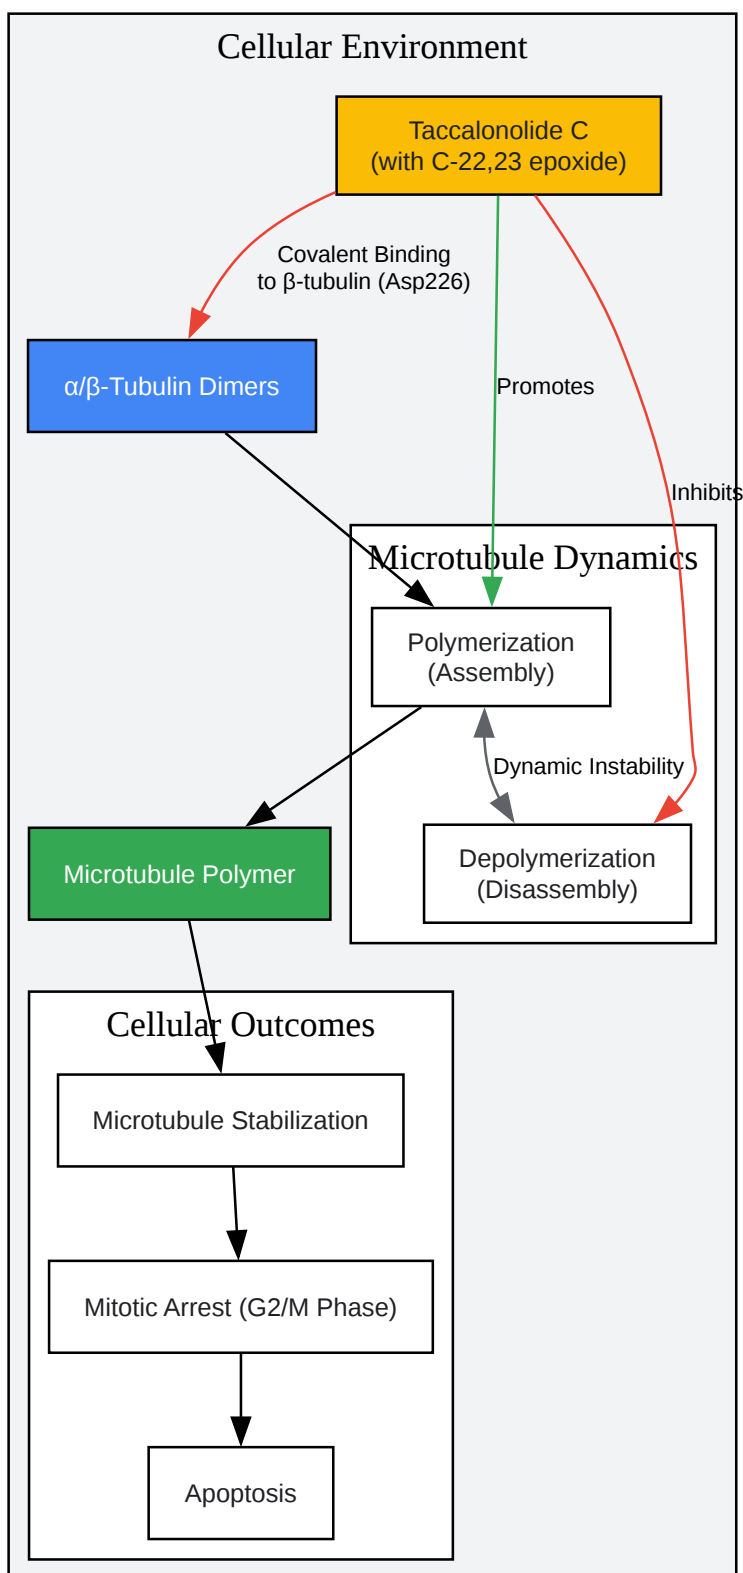 Cellular Environment
Taccalonolide C
(with C-22,23 epoxide)
Covalent Binding
to β-tubulin (Asp226)
α/β-Tubulin Dimers
Promotes
Inhibits
Microtubule Dynamics
Polymerization
(Assembly)
Dynamic Instability
Depolymerization
(Disassembly)
Microtubule Polymer
Cellular Outcomes
Microtubule Stabilization
Mitotic Arrest (G2/M Phase)
Apoptosis